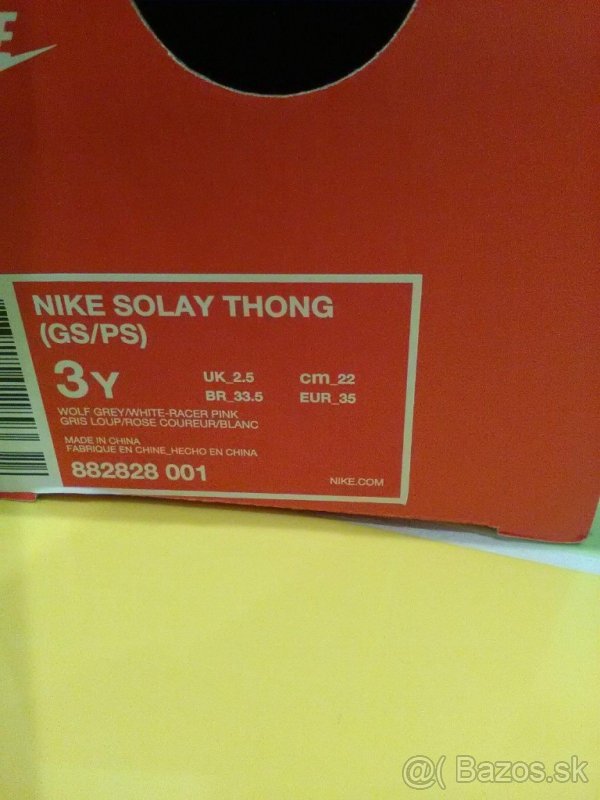 NIKE SOLAY THONG
(GS/PS)
3Y
UK_2.5 cm_22
BR_33.5 EUR_35
WOLF GREY/WHITE-RACER PINK
GRIS LOUP/ROSE COUREUR/BLANC
MADE IN CHINA
FABRIQUE EN CHINE_HECHO EN CHINA
882828 001
NIKE.COM
@( Bazos.sk